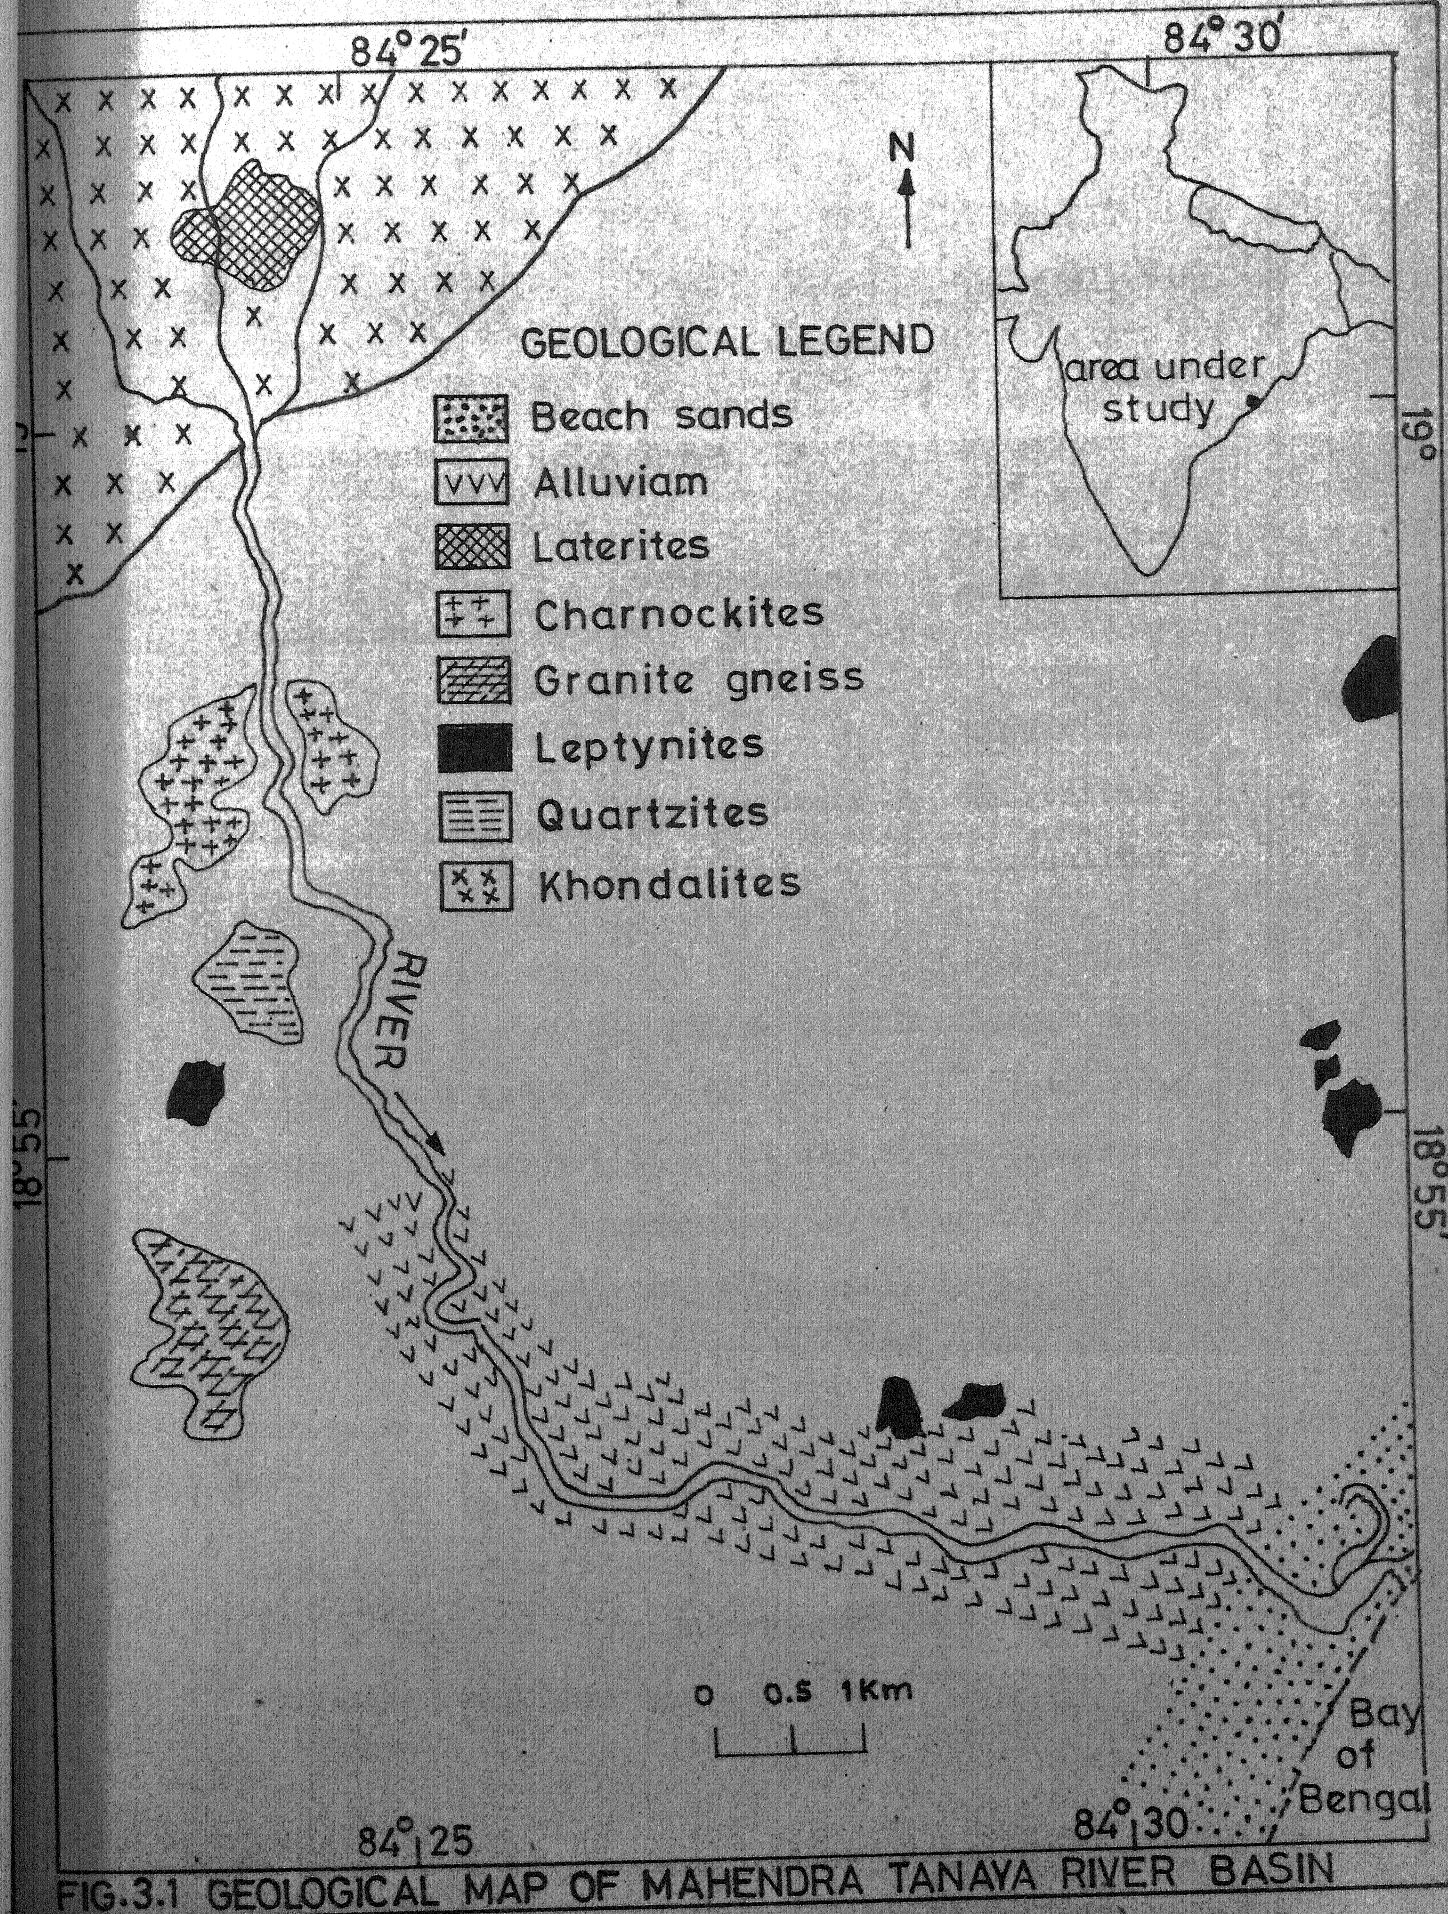 84°25'
84°30'
N
area under
study
GEOLOGICAL LEGEND
Beach sands
Alluviam
Laterites
Charnockites
Granite gneiss
Leptynites
Quartzites
Khondalites
19°
RIVER
18°55'
18°55'
0 0.5 1Km
Bay
of
Bengal
84° 25
84° 30
FIG.3.1 GEOLOGICAL MAP OF MAHENDRA TANAYA RIVER BASIN